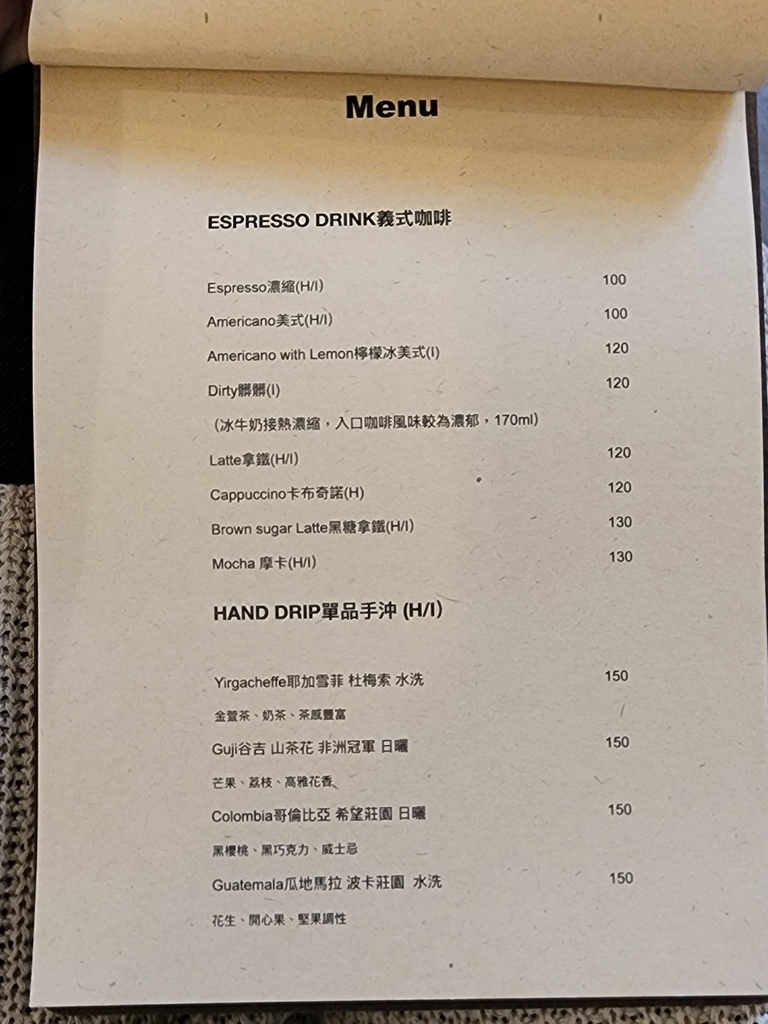 Menu
ESPRESSO DRINK義式咖啡
Espresso濃縮(H/I) 100
Americano美式(H/I) 100
Americano with Lemon檸檬冰美式(I) 120
Dirty髒髒(I) 120
（冰牛奶接熱濃縮，入口咖啡風味較為濃郁，170ml）
Latte拿鐵(H/I) 120
Cappuccino卡布奇諾(H) 120
Brown sugar Latte黑糖拿鐵(H/I) 130
Mocha 摩卡(H/I) 130
HAND DRIP單品手沖 (H/I）
Yirgacheffe耶加雪菲 杜梅索 水洗 150
金萱茶、奶茶、茶感豐富
Guji谷吉 山茶花 非洲冠軍 日曬 150
芒果、荔枝、高雅花香
Colombia哥倫比亞 希望莊園 日曬 150
黑櫻桃、黑巧克力、威士忌
Guatemala瓜地馬拉 波卡莊園 水洗 150
花生、開心果、堅果調性